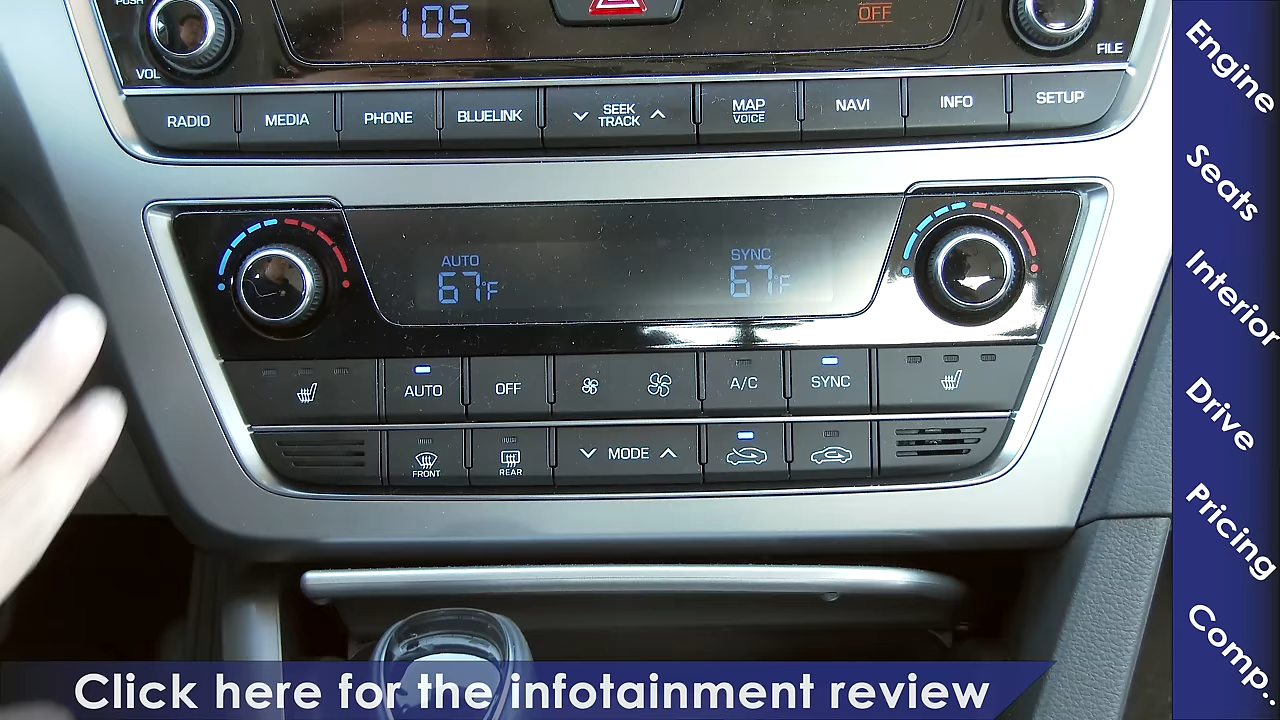 PUSH
VOL
105
OFF
FILE
RADIO
MEDIA
PHONE
BLUELINK
SEEK
TRACK
MAP
VOICE
NAVI
INFO
SETUP
AUTO
67°F
SYNC
67°F
AUTO
OFF
A/C
SYNC
FRONT
REAR
MODE
Click here for the infotainment review
Engine
Seats
Interior
Drive
Pricing
Comp..